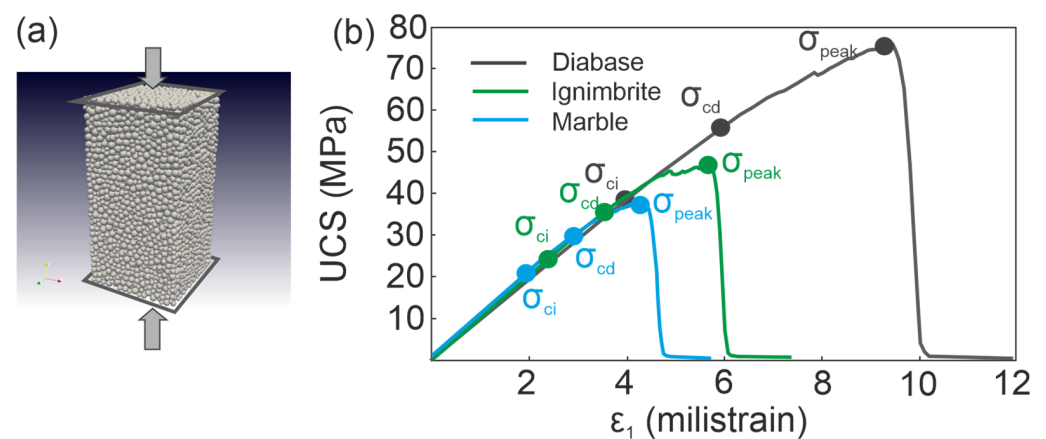 (a)
(b)
UCS (MPa)
80
70
60
50
40
30
20
10
Diabase
Ignimbrite
Marble
σpeak
σcd
σci
σpeak
σcd
σci
σpeak
σcd
σci
2 4 6 8 10 12
ε1 (milistrain)